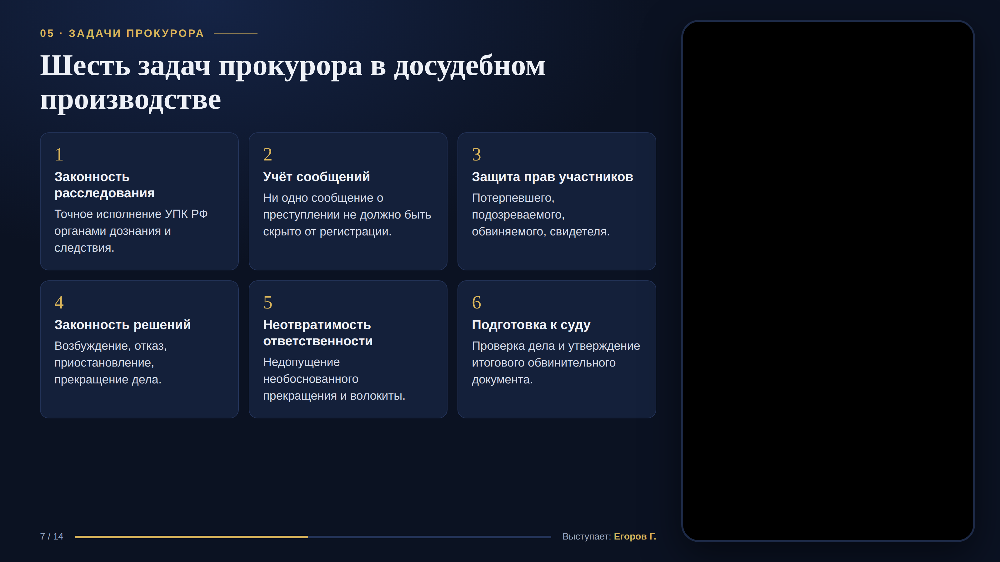 05 · ЗАДАЧИ ПРОКУРОРА
Шесть задач прокурора в досудебном
производстве
1
Законность
расследования
Точное исполнение УПК РФ
органами дознания и
следствия.
2
Учёт сообщений
Ни одно сообщение о
преступлении не должно быть
скрыто от регистрации.
3
Защита прав участников
Потерпевшего,
подозреваемого,
обвиняемого, свидетеля.
4
Законность решений
Возбуждение, отказ,
приостановление,
прекращение дела.
5
Неотвратимость
ответственности
Недопущение
необоснованного
прекращения и волокиты.
6
Подготовка к суду
Проверка дела и утверждение
итогового обвинительного
документа.
7 / 14
Выступает: Егоров Г.